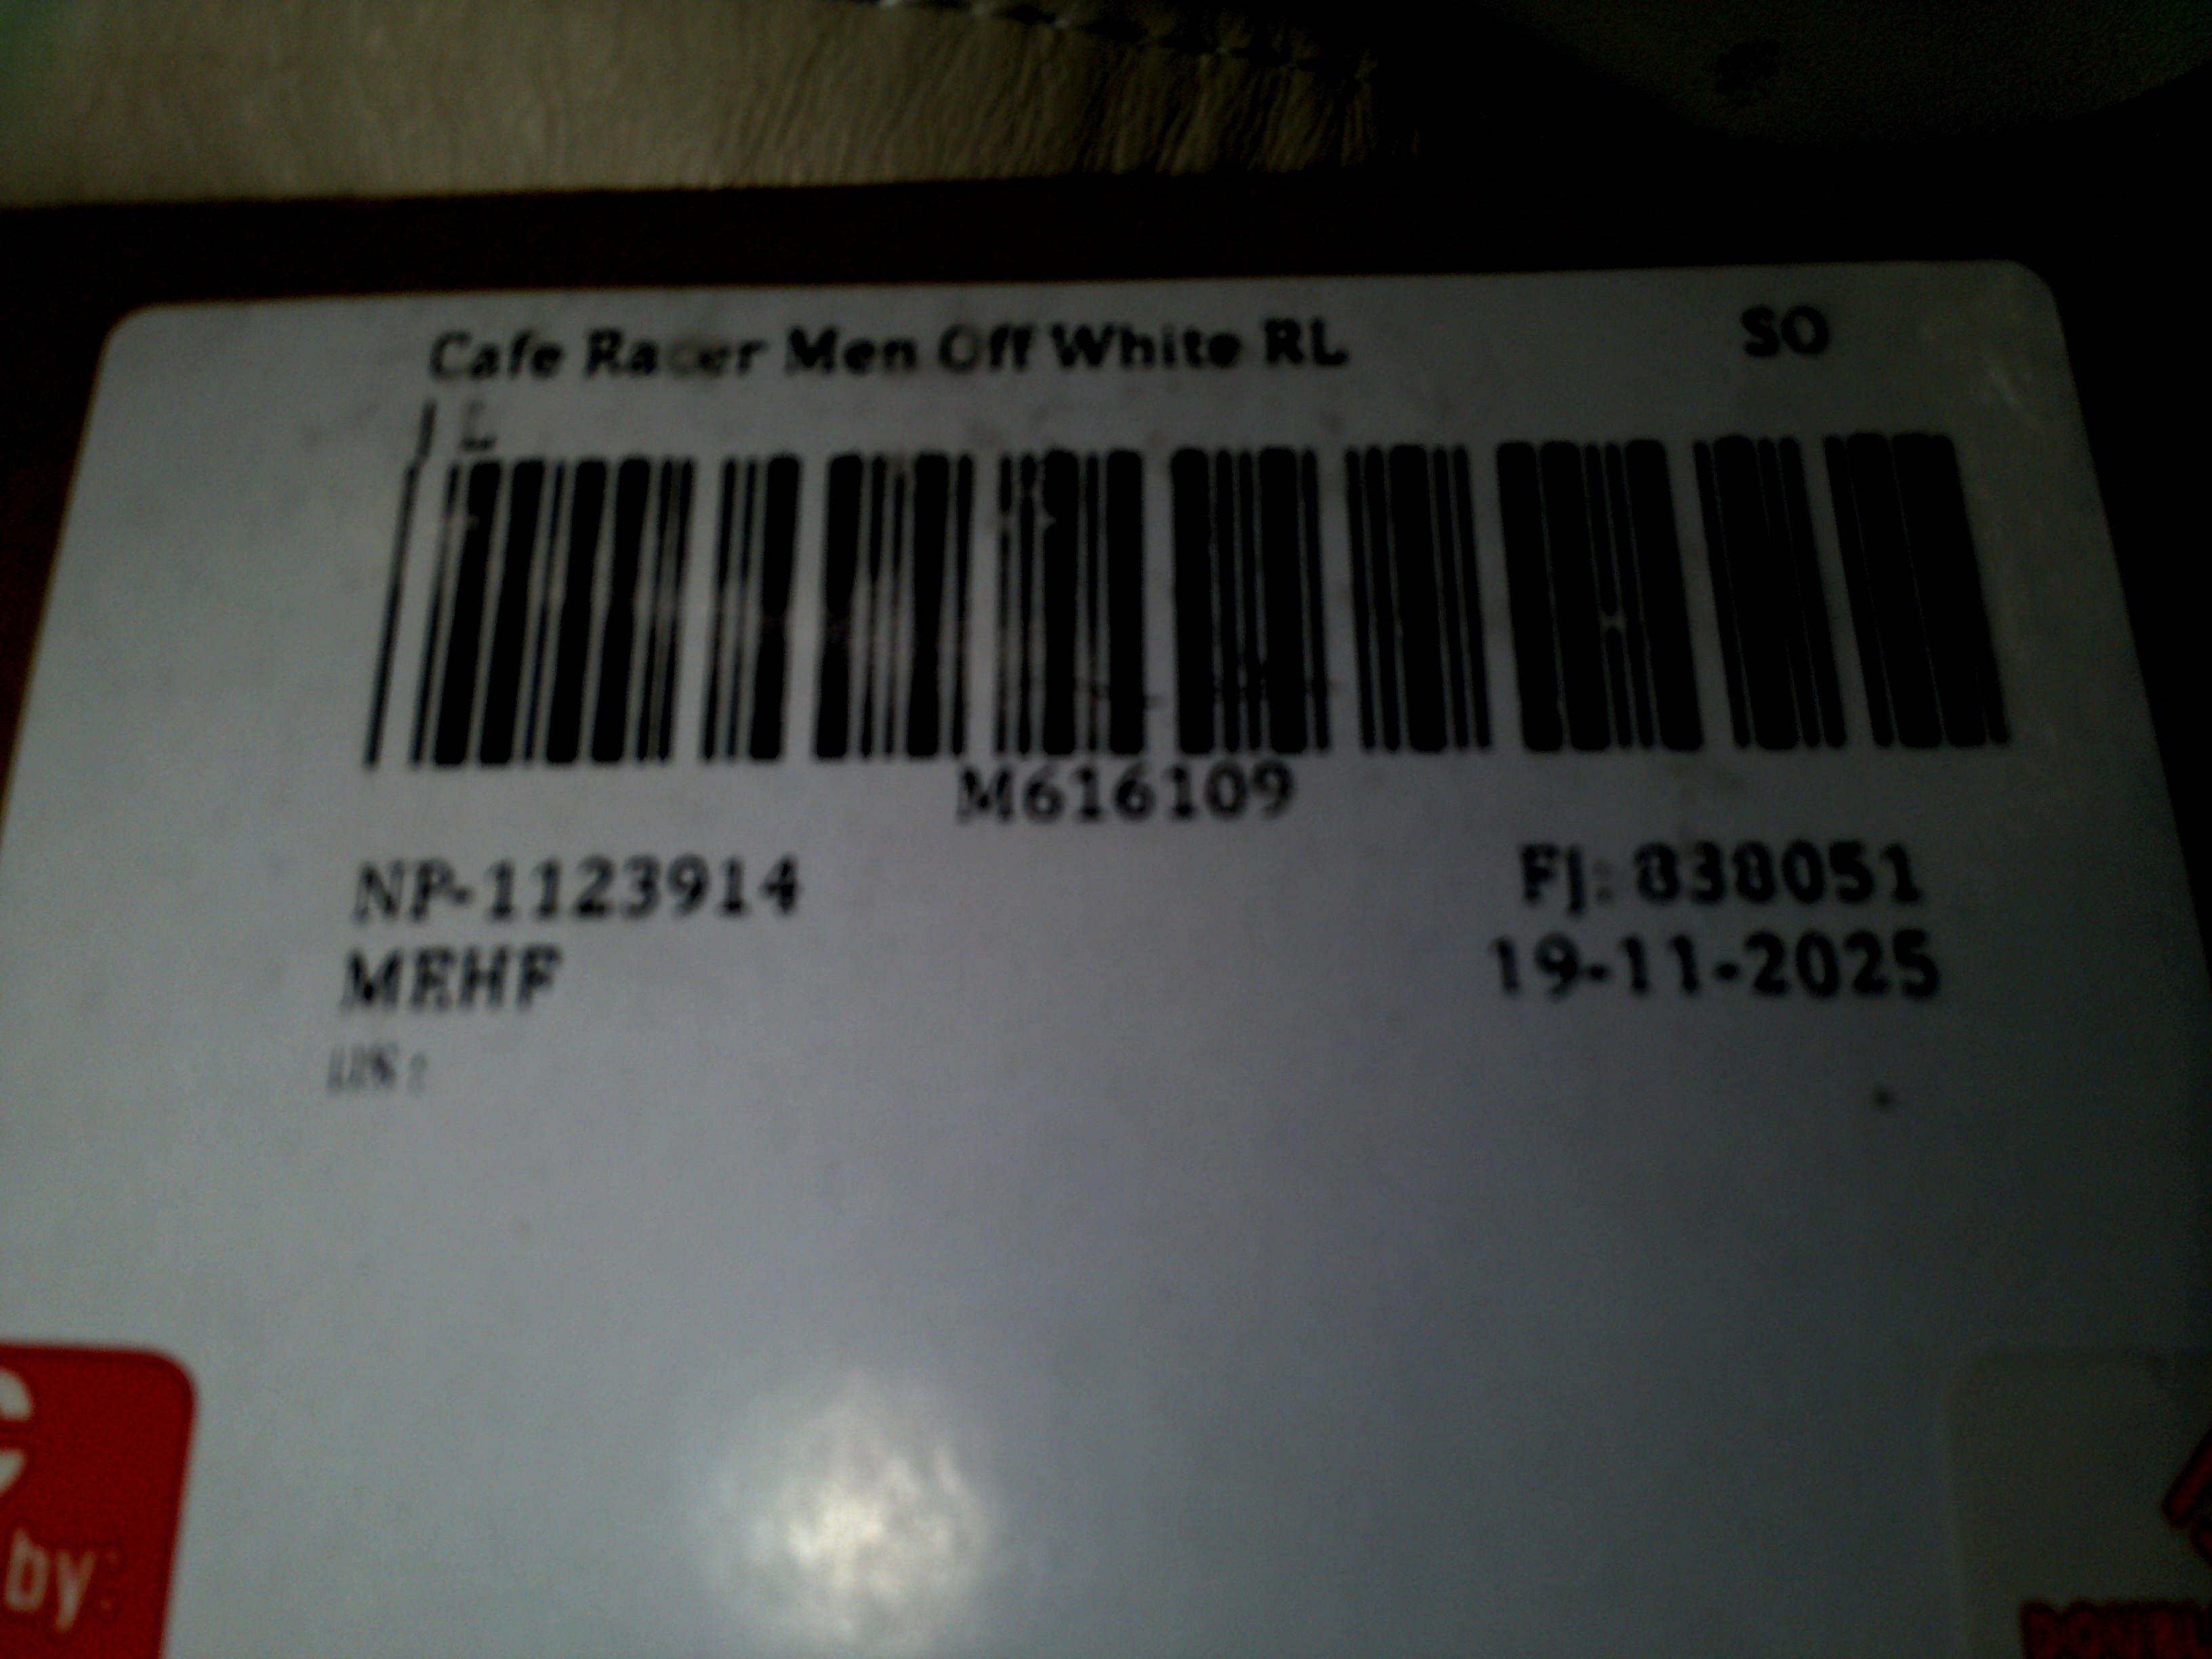 Cafe Racer Men Off White RL SO
M616109
NP-1123914 FJ: 838051
MEHF 19-11-2025
by: